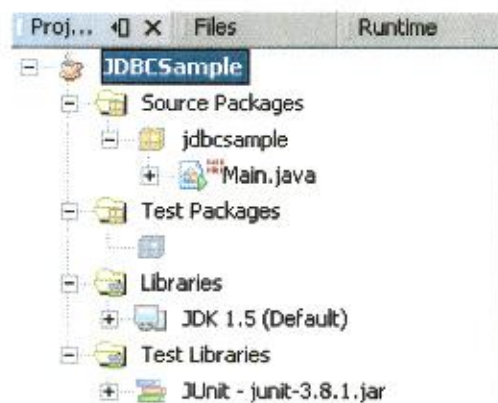 Proj... Files Runtime
JDBCSample
Source Packages
jdbcsample
Main.java
Test Packages
Libraries
JDK 1.5 (Default)
Test Libraries
JUnit - junit-3.8.1.jar